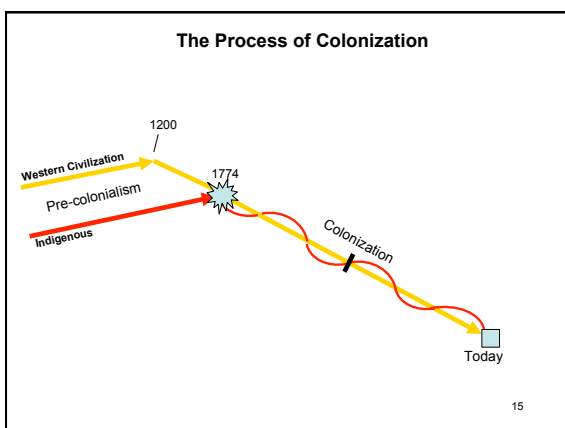 The Process of Colonization
1200
Western Civilization
1774
Pre-colonialism
Indigenous
Colonization
Today
15